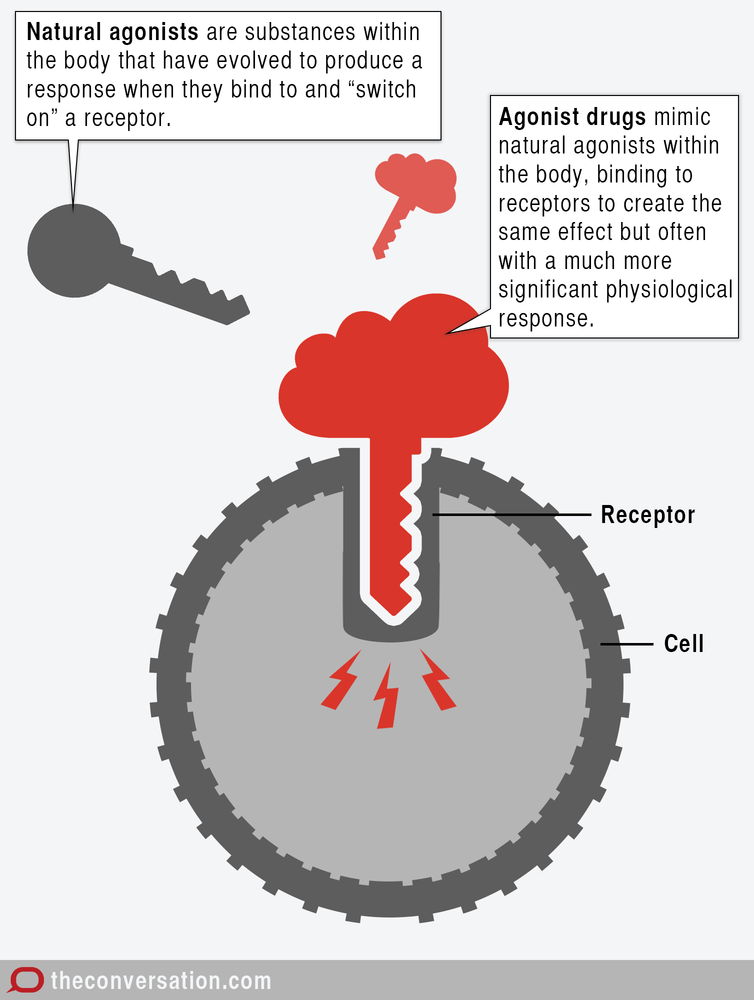 Natural agonists are substances within
the body that have evolved to produce a
response when they bind to and “switch
on” a receptor.
Agonist drugs mimic
natural agonists within
the body, binding to
receptors to create the
same effect but often
with a much more
significant physiological
response.
Receptor
Cell
theconversation.com